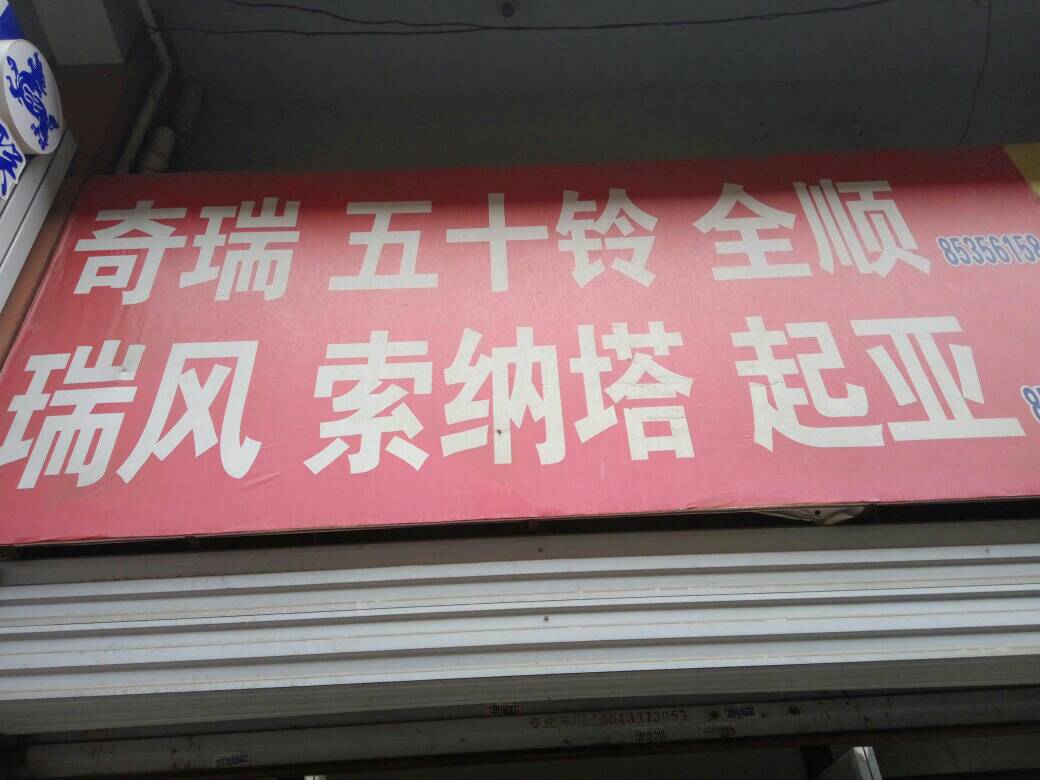 奇瑞 五十铃 全顺 85356158
瑞风 索纳塔 起亚